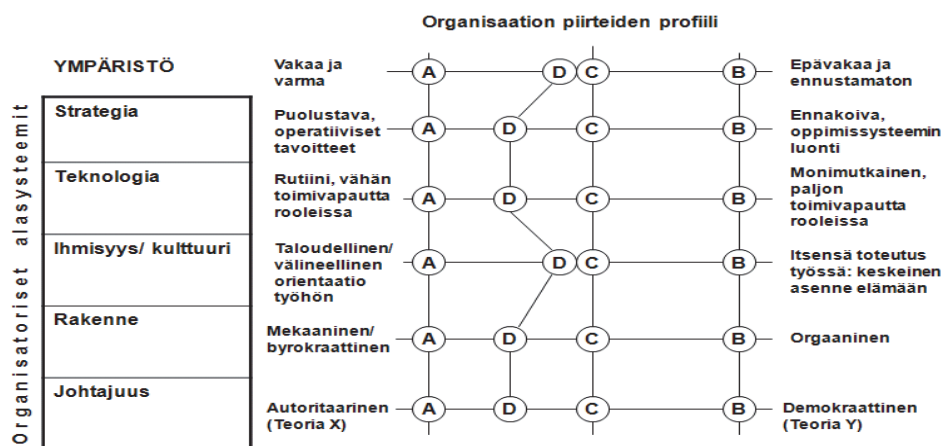 Organisaation piirteiden profiili
YMPÄRISTÖ
Vakaa ja
varma
A D C B
Epävakaa ja
ennustamaton
Organisatoriset alasysteemit
Strategia
Puolustava,
operatiiviset
tavoitteet
A D C B
Ennakoiva,
oppimissysteemin
luonti
Teknologia
Rutiini, vähän
toimivapautta
rooleissa
A D C B
Monimutkainen,
paljon
toimivapautta
rooleissa
Ihmisyys/ kulttuuri
Taloudellinen/
välineellinen
orientaatio
työhön
A D C B
Itsensä toteutus
työssä: keskeinen
asenne elämään
Rakenne
Mekaaninen/
byrokraattinen
A D C B
Orgaaninen
Johtajuus
Autoritaarinen
(Teoria X)
A D C B
Demokraattinen
(Teoria Y)